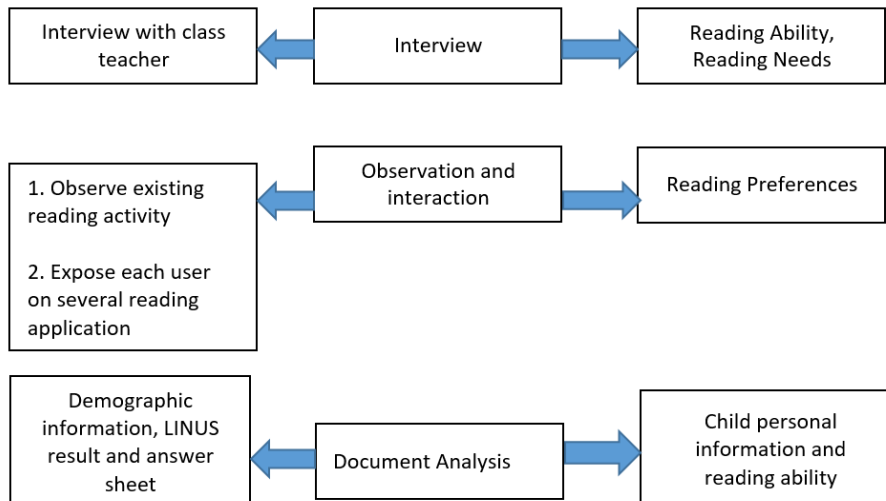 Interview with class
teacher
Interview
Reading Ability,
Reading Needs
1. Observe existing
reading activity
2. Expose each user
on several reading
application
Observation and
interaction
Reading Preferences
Demographic
information, LINUS
result and answer
sheet
Document Analysis
Child personal
information and
reading ability